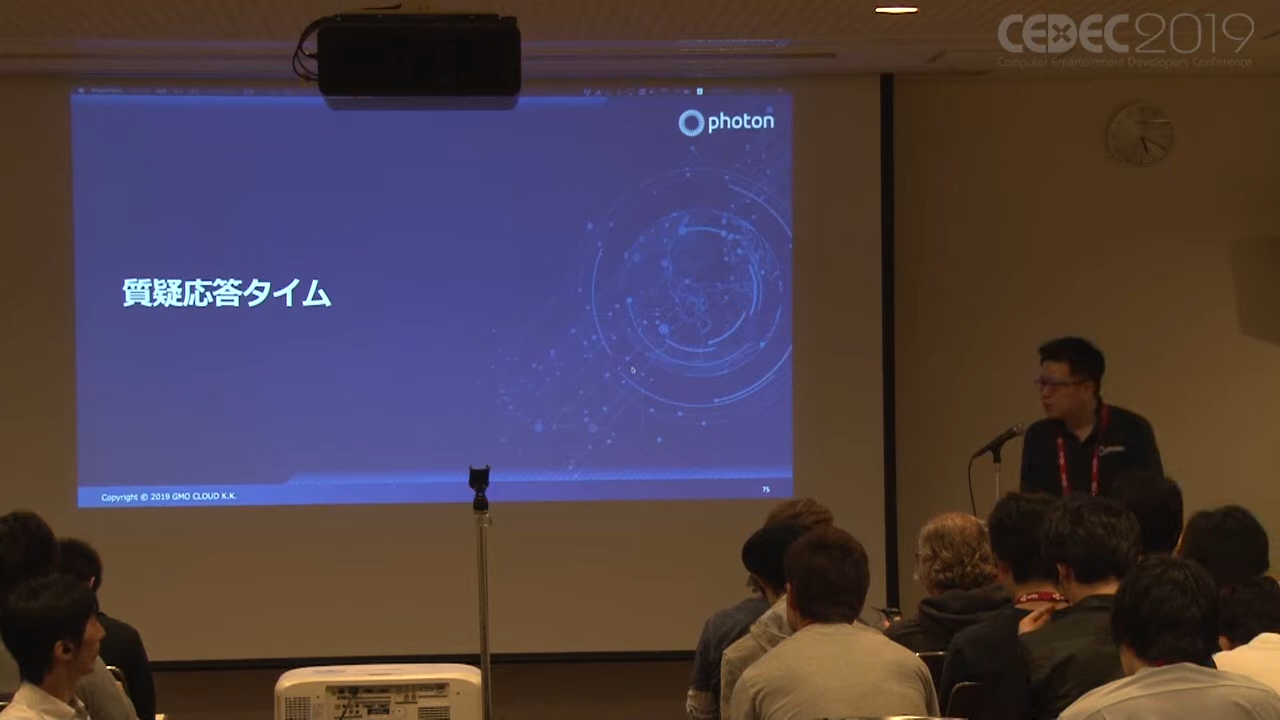 CEDEC2019
Computer Entertainment Developers Conference
photon
質疑応答タイム
Copyright © 2019 GMO CLOUD K.K.
75